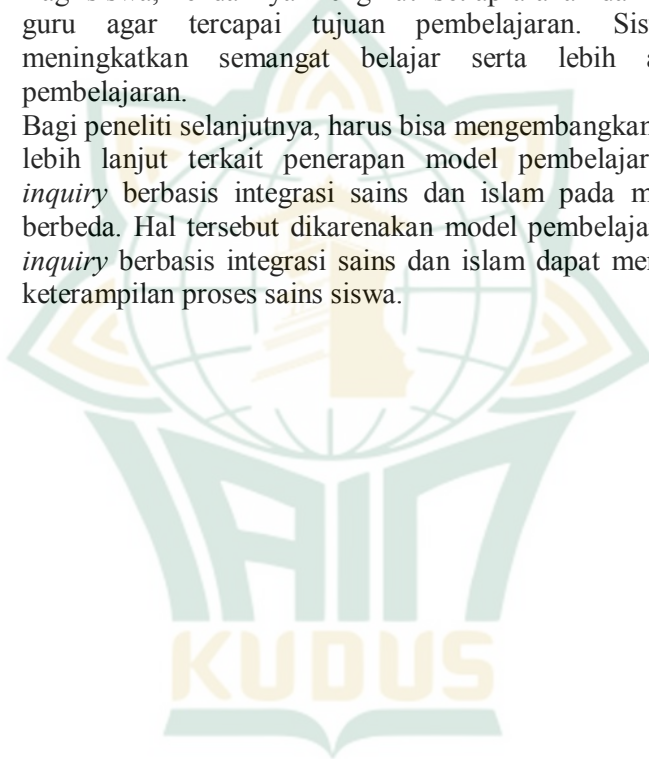 guru agar tercapai tujuan pembelajaran.
meningkatkan semangat belajar serta lebih
pembelajaran.
Bagi peneliti selanjutnya, harus bisa mengembangkan
lebih lanjut terkait penerapan model
inquiry berbasis integrasi sains dan islam pada
berbeda. Hal tersebut dikarenakan model
inquiry berbasis integrasi sains dan islam dapat
keterampilan proses sains siswa.
IAIN
KUDUS